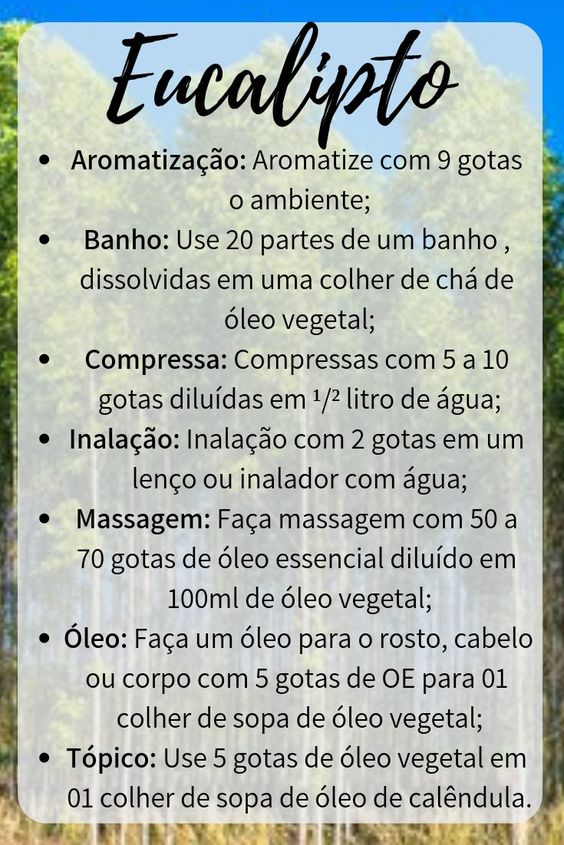 Eucalipto
• Aromatização: Aromatize com 9 gotas
o ambiente;
• Banho: Use 20 partes de um banho ,
dissolvidas em uma colher de chá de
óleo vegetal;
• Compressa: Compressas com 5 a 10
gotas diluídas em ¹/² litro de água;
• Inalação: Inalação com 2 gotas em um
lenço ou inalador com água;
• Massagem: Faça massagem com 50 a
70 gotas de óleo essencial diluído em
100ml de óleo vegetal;
• Óleo: Faça um óleo para o rosto, cabelo
ou corpo com 5 gotas de OE para 01
colher de sopa de óleo vegetal;
• Tópico: Use 5 gotas de óleo vegetal em
01 colher de sopa de óleo de calêndula.